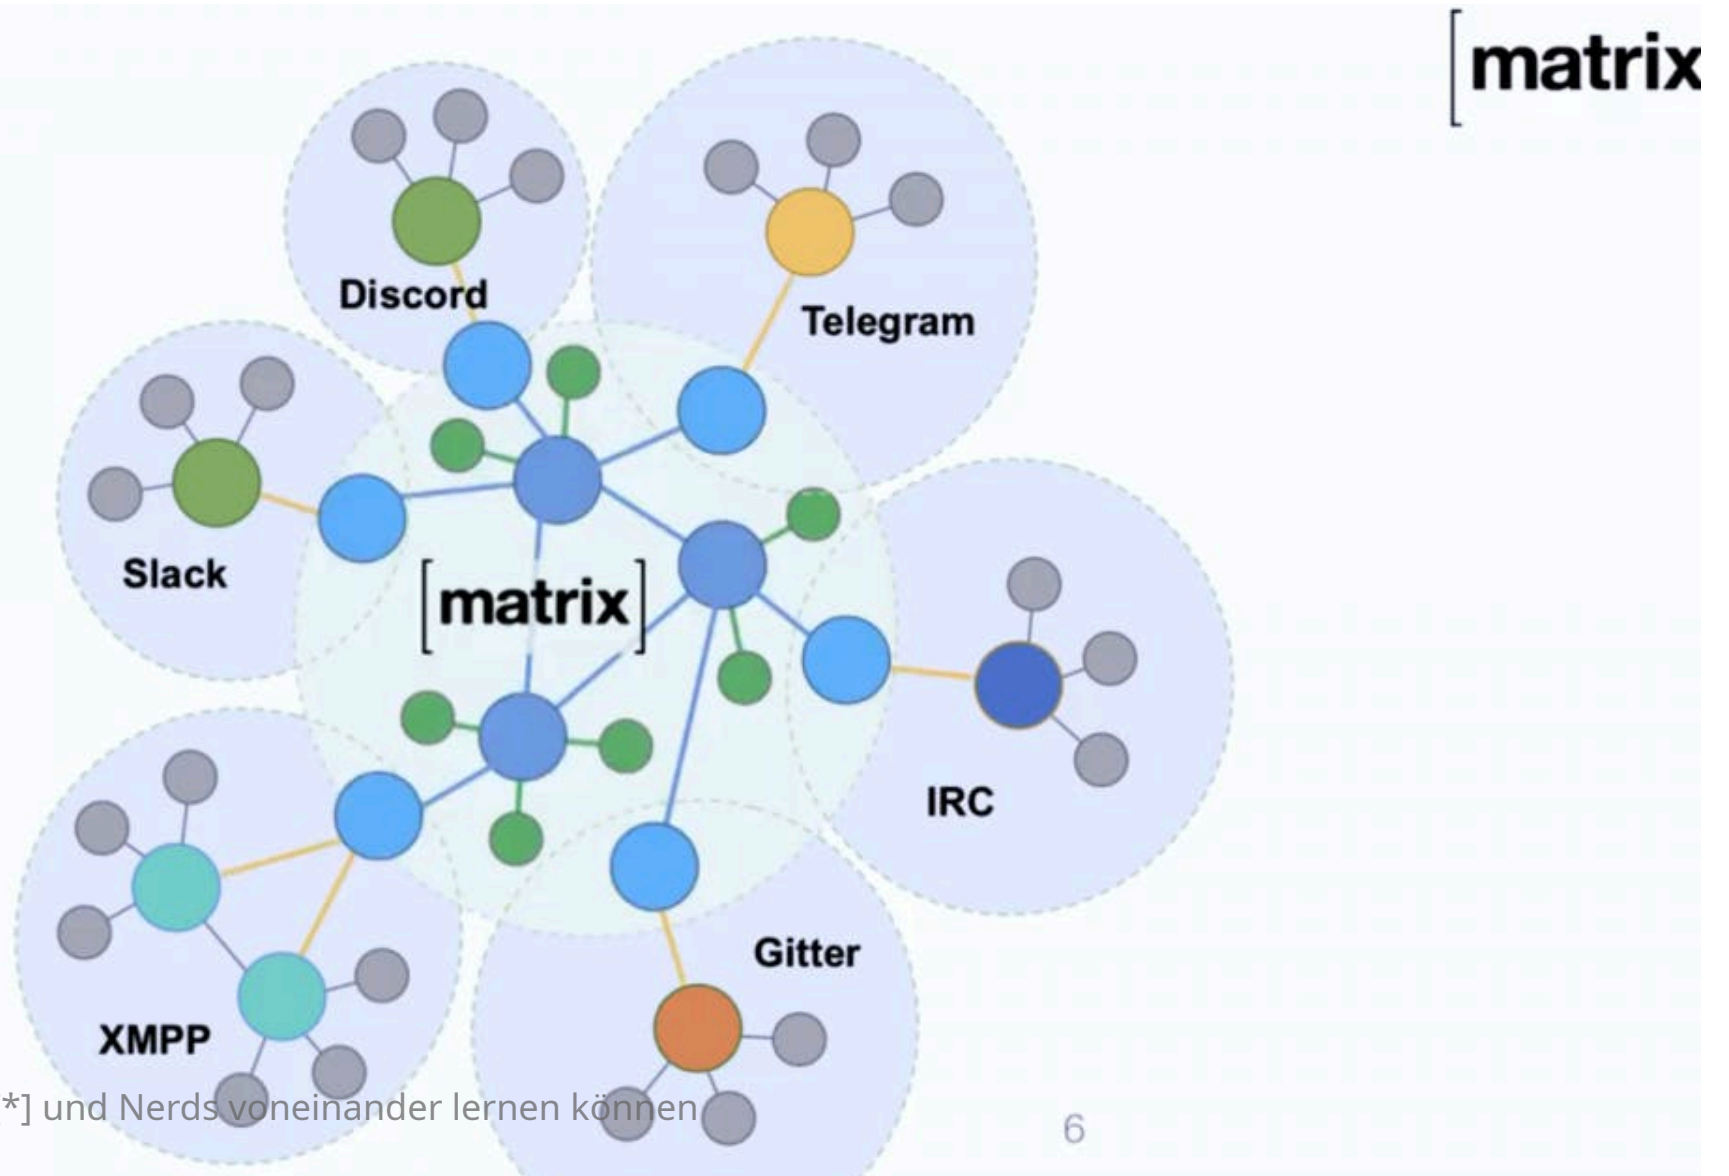 [matrix
Discord
Telegram
Slack
[matrix]
IRC
Gitter
XMPP
*] und Nerds voneinander lernen können
6